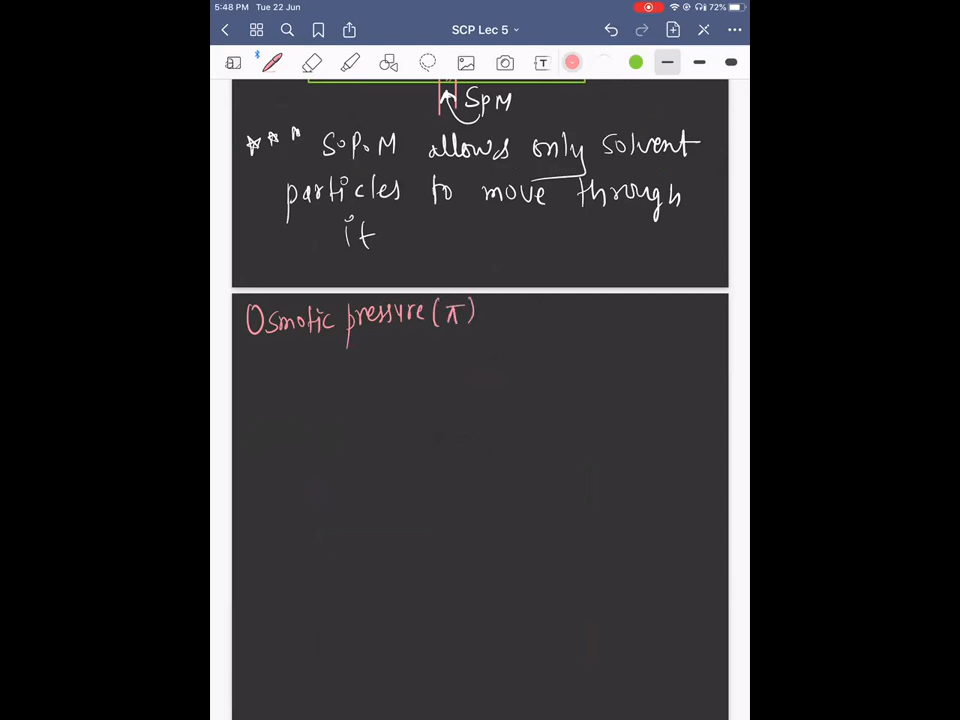 5:48 PM Tue 22 Jun 72%
SCP Lec 5
T
SPM
S.P.M allows only solvent
particles to move through
it
Osmotic pressure (π)